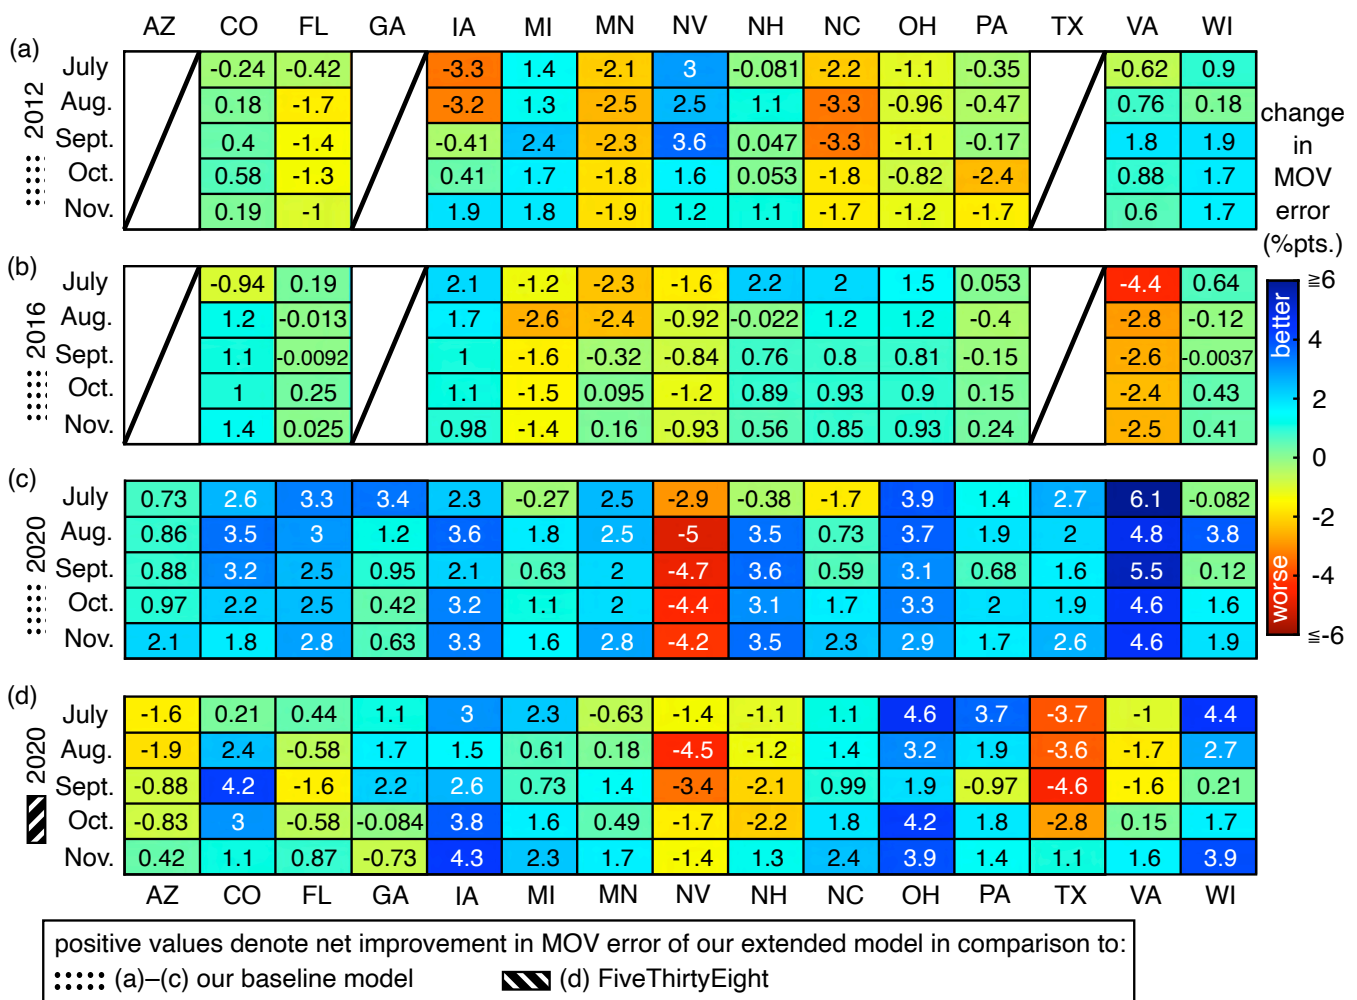 AZ CO FL GA IA MI MN NV NH NC OH PA TX VA WI
(a)
2012
July -0.24 -0.42 -3.3 1.4 -2.1 3 -0.081 -2.2 -1.1 -0.35 -0.62 0.9
Aug. 0.18 -1.7 -3.2 1.3 -2.5 2.5 1.1 -3.3 -0.96 -0.47 0.76 0.18
Sept. 0.4 -1.4 -0.41 2.4 -2.3 3.6 0.047 -3.3 -1.1 -0.17 1.8 1.9
Oct. 0.58 -1.3 0.41 1.7 -1.8 1.6 0.053 -1.8 -0.82 -2.4 0.88 1.7
Nov. 0.19 -1 1.9 1.8 -1.9 1.2 1.1 -1.7 -1.2 -1.7 0.6 1.7
change
in
MOV
error
(%pts.)
≧6
4
2
0
-2
-4
≦-6
better
worse
(b)
2016
July -0.94 0.19 2.1 -1.2 -2.3 -1.6 2.2 2 1.5 0.053 -4.4 0.64
Aug. 1.2 -0.013 1.7 -2.6 -2.4 -0.92 -0.022 1.2 1.2 -0.4 -2.8 -0.12
Sept. 1.1 -0.0092 1 -1.6 -0.32 -0.84 0.76 0.8 0.81 -0.15 -2.6 -0.0037
Oct. 1 0.25 1.1 -1.5 0.095 -1.2 0.89 0.93 0.9 0.15 -2.4 0.43
Nov. 1.4 0.025 0.98 -1.4 0.16 -0.93 0.56 0.85 0.93 0.24 -2.5 0.41
(c)
2020
July 0.73 2.6 3.3 3.4 2.3 -0.27 2.5 -2.9 -0.38 -1.7 3.9 1.4 2.7 6.1 -0.082
Aug. 0.86 3.5 3 1.2 3.6 1.8 2.5 -5 3.5 0.73 3.7 1.9 2 4.8 3.8
Sept. 0.88 3.2 2.5 0.95 2.1 0.63 2 -4.7 3.6 0.59 3.1 0.68 1.6 5.5 0.12
Oct. 0.97 2.2 2.5 0.42 3.2 1.1 2 -4.4 3.1 1.7 3.3 2 1.9 4.6 1.6
Nov. 2.1 1.8 2.8 0.63 3.3 1.6 2.8 -4.2 3.5 2.3 2.9 1.7 2.6 4.6 1.9
(d)
2020
July -1.6 0.21 0.44 1.1 3 2.3 -0.63 -1.4 -1.1 1.1 4.6 3.7 -3.7 -1 4.4
Aug. -1.9 2.4 -0.58 1.7 1.5 0.61 0.18 -4.5 -1.2 1.4 3.2 1.9 -3.6 -1.7 2.7
Sept. -0.88 4.2 -1.6 2.2 2.6 0.73 1.4 -3.4 -2.1 0.99 1.9 -0.97 -4.6 -1.6 0.21
Oct. -0.83 3 -0.58 -0.084 3.8 1.6 0.49 -1.7 -2.2 1.8 4.2 1.8 -2.8 0.15 1.7
Nov. 0.42 1.1 0.87 -0.73 4.3 2.3 1.7 -1.4 1.3 2.4 3.9 1.4 1.1 1.6 3.9
AZ CO FL GA IA MI MN NV NH NC OH PA TX VA WI
positive values denote net improvement in MOV error of our extended model in comparison to:
(a)–(c) our baseline model (d) FiveThirtyEight